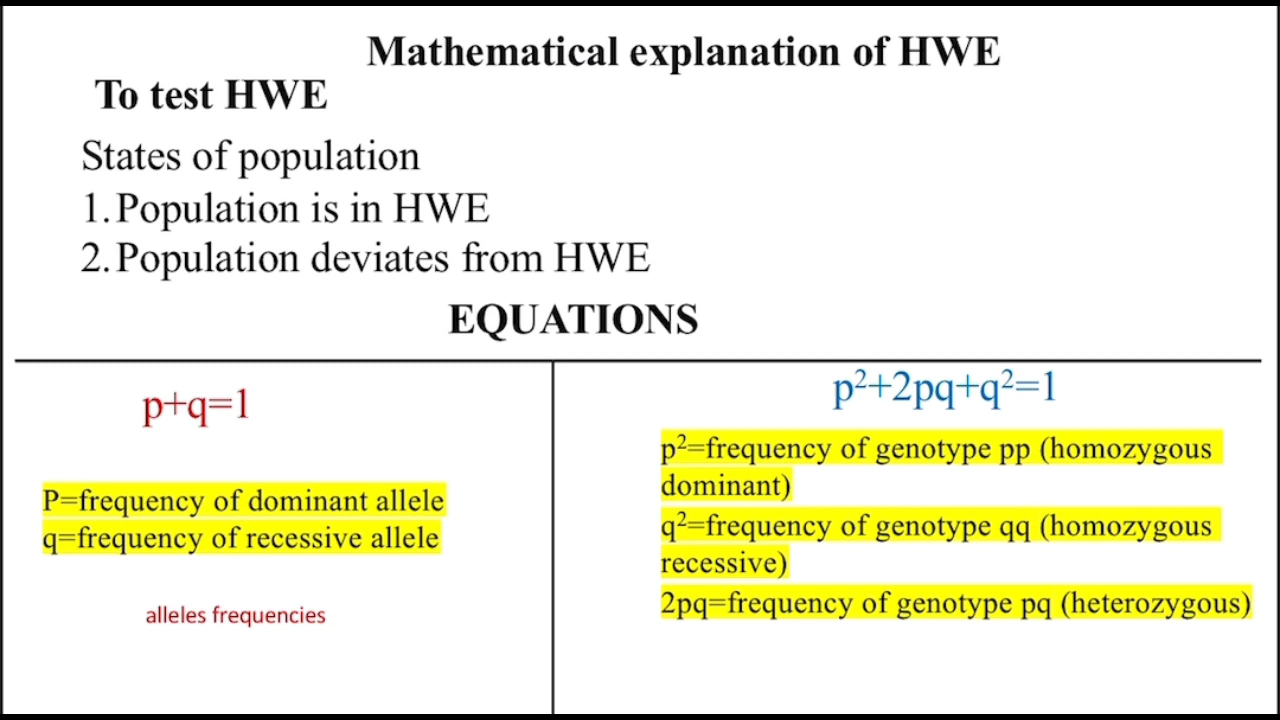 Mathematical explanation of HWE
To test HWE
States of population
1. Population is in HWE
2. Population deviates from HWE
EQUATIONS
p+q=1
P=frequency of dominant allele
q=frequency of recessive allele
alleles frequencies
p²+2pq+q²=1
p²=frequency of genotype pp (homozygous
dominant)
q²=frequency of genotype qq (homozygous
recessive)
2pq=frequency of genotype pq (heterozygous)